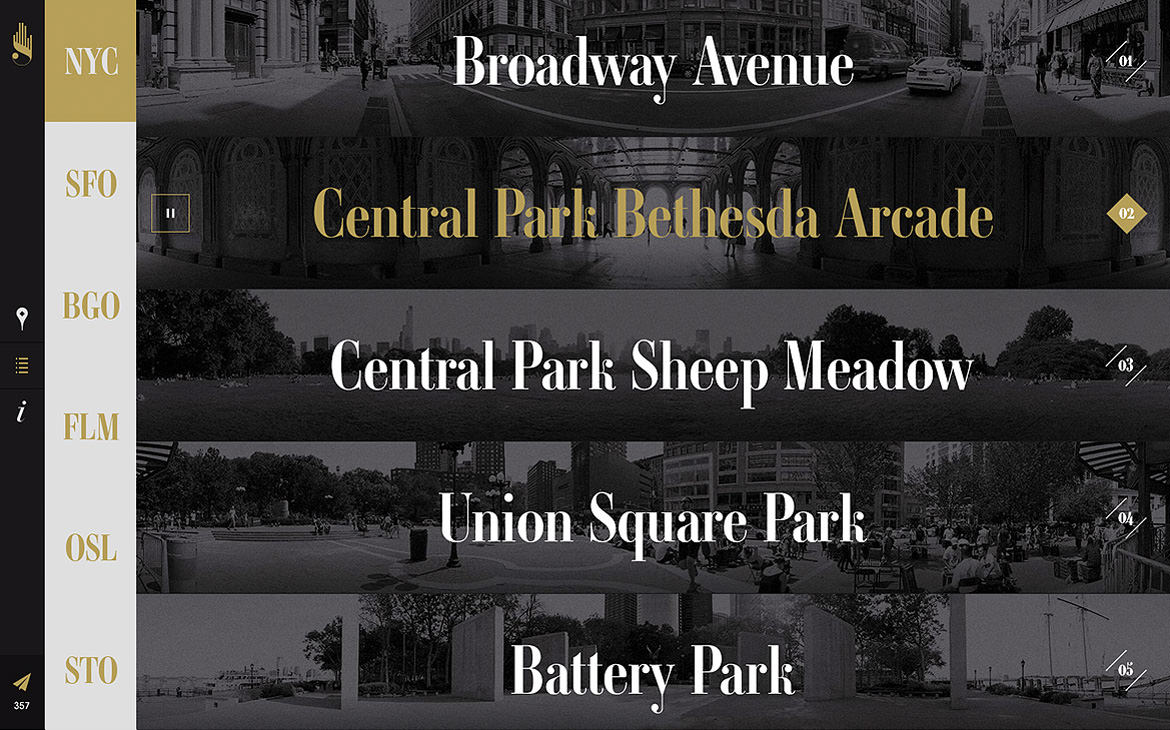 NYC
SFO
BGO
FLM
OSL
STO
i
357
Broadway Avenue
01
Central Park Bethesda Arcade
02
Central Park Sheep Meadow
03
Union Square Park
04
Battery Park
05